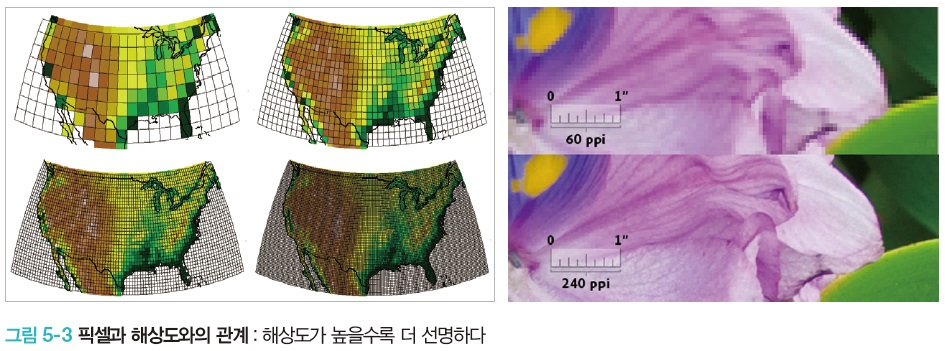 0 1"
60 ppi
0 1"
240 ppi
그림 5-3 픽셀과 해상도와의 관계 : 해상도가 높을수록 더 선명하다